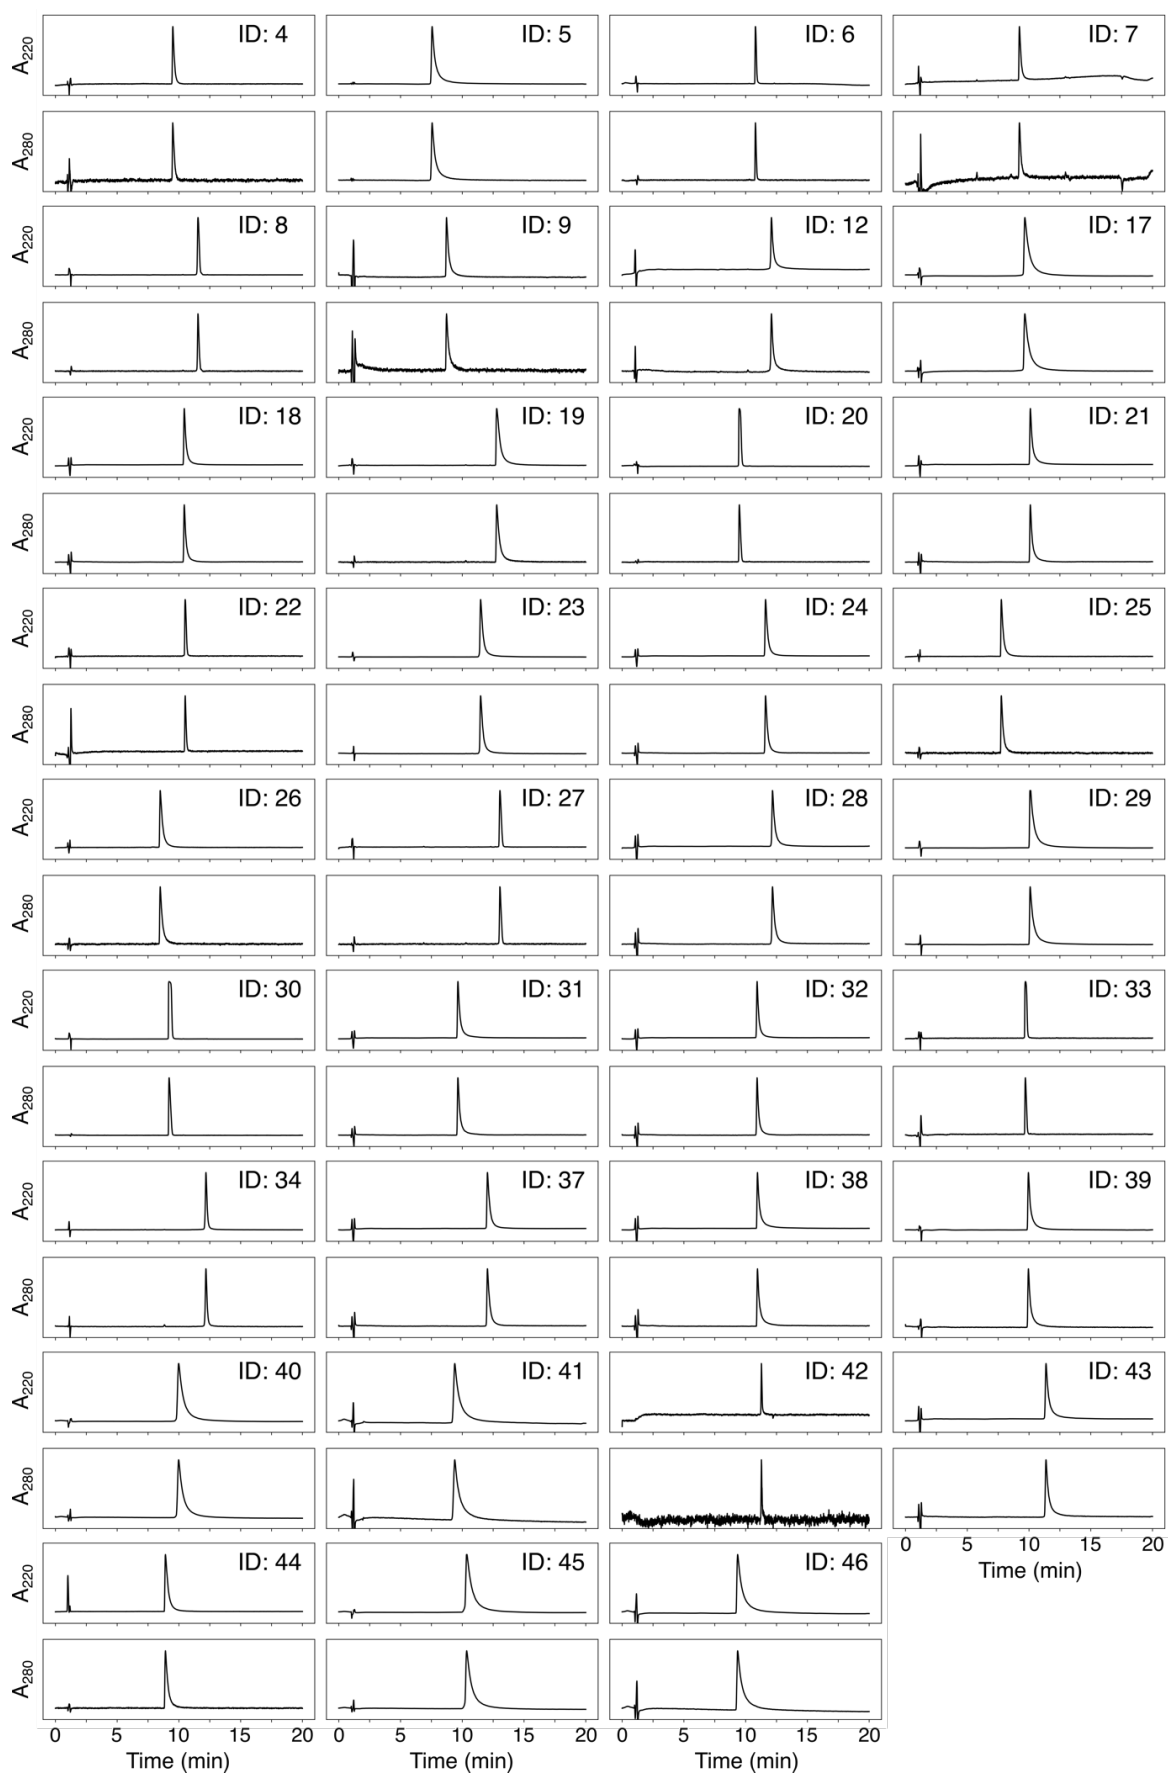 A220 ID: 4 ID: 5 ID: 6 ID: 7
A280
A220 ID: 8 ID: 9 ID: 12 ID: 17
A280
A220 ID: 18 ID: 19 ID: 20 ID: 21
A280
A220 ID: 22 ID: 23 ID: 24 ID: 25
A280
A220 ID: 26 ID: 27 ID: 28 ID: 29
A280
A220 ID: 30 ID: 31 ID: 32 ID: 33
A280
A220 ID: 34 ID: 37 ID: 38 ID: 39
A280
A220 ID: 40 ID: 41 ID: 42 ID: 43
A280
0 5 10 15 20
Time (min)
A220 ID: 44 ID: 45 ID: 46
A280
0 5 10 15 20 0 5 10 15 20 0 5 10 15 20
Time (min) Time (min) Time (min)